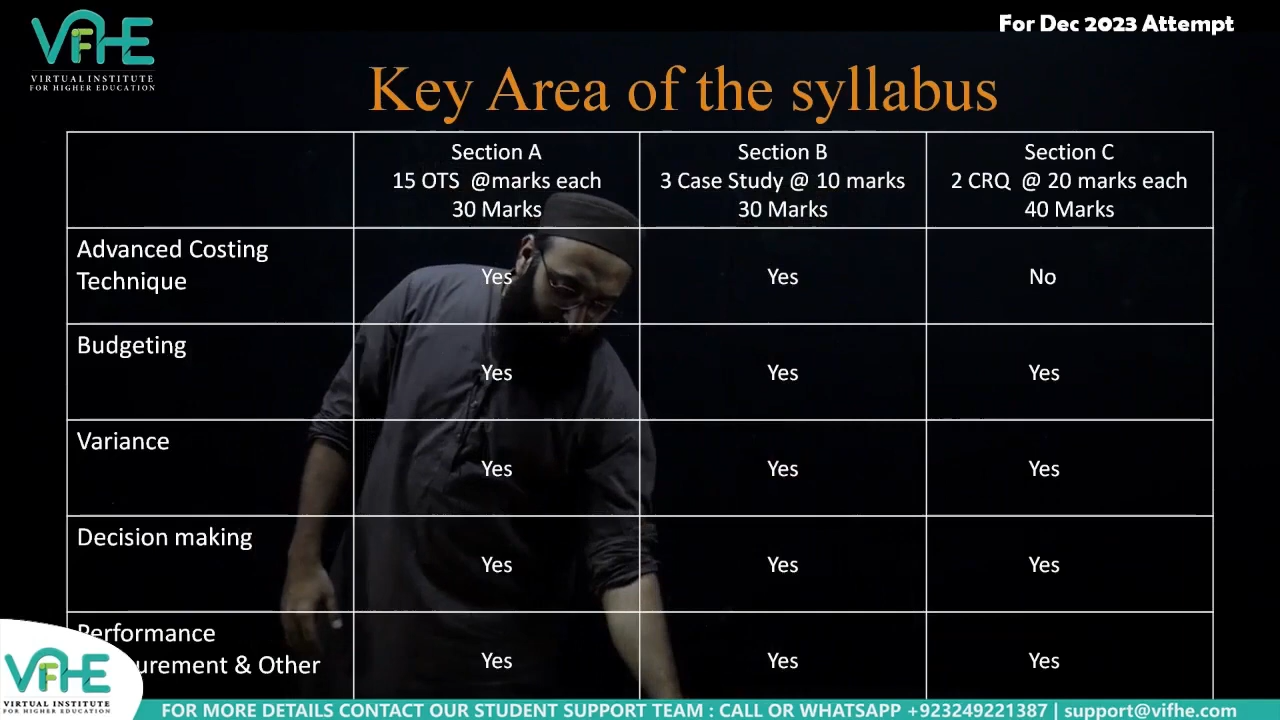 VIFHE
VIRTUAL INSTITUTE
FOR HIGHER EDUCATION
For Dec 2023 Attempt
Key Area of the syllabus
Section A
15 OTS @marks each
30 Marks
Section B
3 Case Study @ 10 marks
30 Marks
Section C
2 CRQ @ 20 marks each
40 Marks
Advanced Costing
Technique
Yes
Yes
No
Budgeting
Yes
Yes
Yes
Variance
Yes
Yes
Yes
Decision making
Yes
Yes
Yes
Performance
urement & Other
Yes
Yes
Yes
VIFHE
VIRTUAL INSTITUTE
FOR HIGHER EDUCATION
FOR MORE DETAILS CONTACT OUR STUDENT SUPPORT TEAM : CALL OR WHATSAPP +923249221387 | support@vifhe.com